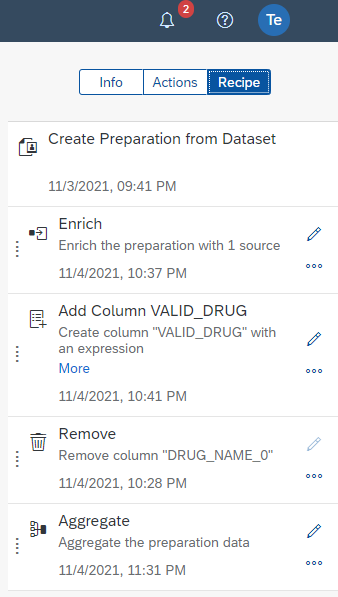 2
Te
Info
Actions
Recipe
Create Preparation from Dataset
11/3/2021, 09:41 PM
Enrich
Enrich the preparation with 1 source
11/4/2021, 10:37 PM
Add Column VALID_DRUG
Create column "VALID_DRUG" with
an expression
More
11/4/2021, 10:41 PM
Remove
Remove column "DRUG_NAME_0"
11/4/2021, 10:28 PM
Aggregate
Aggregate the preparation data
11/4/2021, 11:31 PM